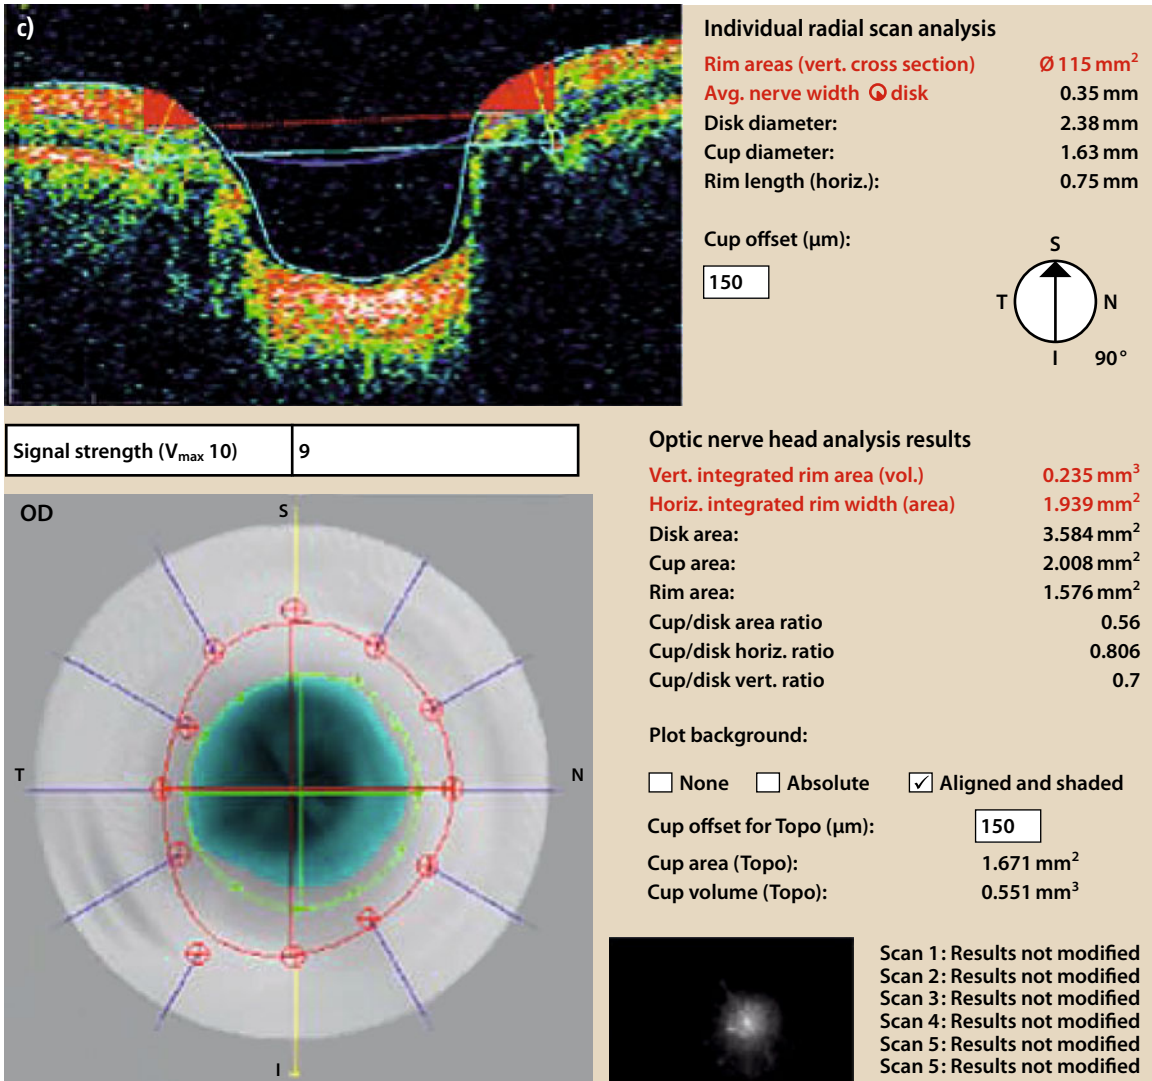 c)
Individual radial scan analysis
Rim areas (vert. cross section) Ø 115 mm²
Avg. nerve width disk 0.35 mm
Disk diameter: 2.38 mm
Cup diameter: 1.63 mm
Rim length (horiz.): 0.75 mm
Cup offset (µm):
150
S
T N
I 90°
Signal strength (Vmax 10) 9
OD
S
T N
I
Optic nerve head analysis results
Vert. integrated rim area (vol.) 0.235 mm³
Horiz. integrated rim width (area) 1.939 mm²
Disk area: 3.584 mm²
Cup area: 2.008 mm²
Rim area: 1.576 mm²
Cup/disk area ratio 0.56
Cup/disk horiz. ratio 0.806
Cup/disk vert. ratio 0.7
Plot background:
None Absolute Aligned and shaded
Cup offset for Topo (µm): 150
Cup area (Topo): 1.671 mm²
Cup volume (Topo): 0.551 mm³
Scan 1: Results not modified
Scan 2: Results not modified
Scan 3: Results not modified
Scan 4: Results not modified
Scan 5: Results not modified
Scan 5: Results not modified